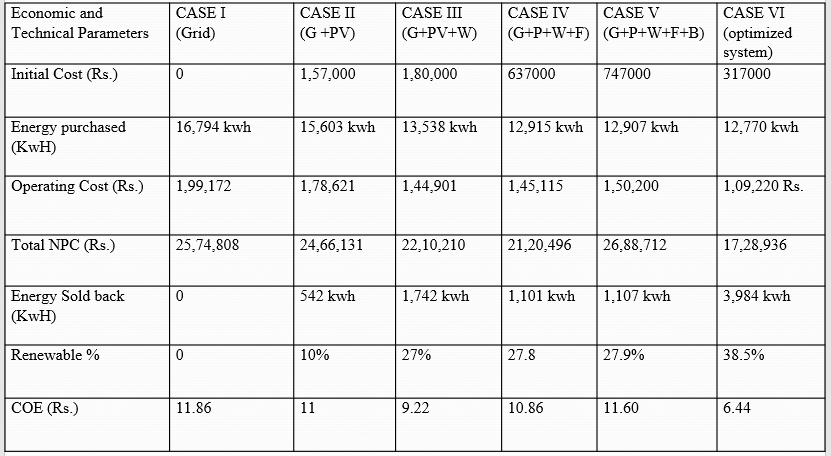 Economic and Technical Parameters CASE I (Grid) CASE II (G +PV) CASE III (G+PV+W) CASE IV (G+P+W+F) CASE V (G+P+W+F+B) CASE VI (optimized system)
Initial Cost (Rs.) 0 1,57,000 1,80,000 637000 747000 317000
Energy purchased (KwH) 16,794 kwh 15,603 kwh 13,538 kwh 12,915 kwh 12,907 kwh 12,770 kwh
Operating Cost (Rs.) 1,99,172 1,78,621 1,44,901 1,45,115 1,50,200 1,09,220 Rs.
Total NPC (Rs.) 25,74,808 24,66,131 22,10,210 21,20,496 26,88,712 17,28,936
Energy Sold back (KwH) 0 542 kwh 1,742 kwh 1,101 kwh 1,107 kwh 3,984 kwh
Renewable % 0 10% 27% 27.8 27.9% 38.5%
COE (Rs.) 11.86 11 9.22 10.86 11.60 6.44